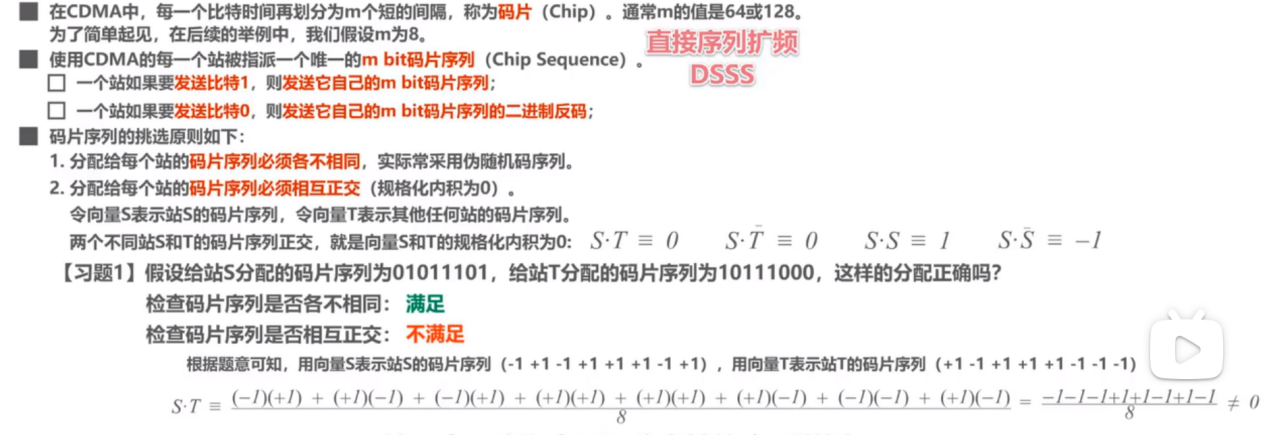 在CDMA中，每一个比特时间再划分为m个短的间隔，称为码片（Chip）。通常m的值是64或128。
为了简单起见，在后续的举例中，我们假设m为8。
直接序列扩频
DSSS
使用CDMA的每一个站被指派一个唯一的m bit码片序列（Chip Sequence）。
一个站如果要发送比特1，则发送它自己的m bit码片序列；
一个站如果要发送比特0，则发送它自己的m bit码片序列的二进制反码；
码片序列的挑选原则如下：
1. 分配给每个站的码片序列必须各不相同，实际常采用伪随机码序列。
2. 分配给每个站的码片序列必须相互正交（规格化内积为0）。
令向量S表示站S的码片序列，令向量T表示其他任何站的码片序列。
两个不同站S和T的码片序列正交，就是向量S和T的规格化内积为0: S·T ≡ 0 S·T̄ ≡ 0 S·S ≡ 1 S·S̄ ≡ -1
【习题1】假设给站S分配的码片序列为01011101，给站T分配的码片序列为10111000，这样的分配正确吗？
检查码片序列是否各不相同： 满足
检查码片序列是否相互正交： 不满足
根据题意可知，用向量S表示站S的码片序列（-1 +1 -1 +1 +1 +1 -1 +1），用向量T表示站T的码片序列（+1 -1 +1 +1 +1 -1 -1 -1）
S·T ≡ (-1)(+1) + (+1)(-1) + (-1)(+1) + (+1)(+1) + (+1)(+1) + (+1)(-1) + (-1)(-1) + (+1)(-1) / 8 = -1-1-1+1+1-1+1-1 / 8 ≠ 0